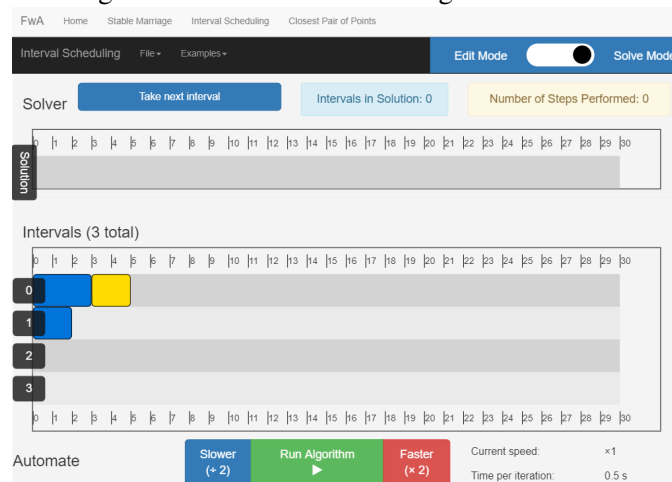 FwA Home Stable Marriage Interval Scheduling Closest Pair of Points
Interval Scheduling File Examples Edit Mode Solve Mode
Solver Take next interval Intervals in Solution: 0 Number of Steps Performed: 0
0 1 2 3 4 5 6 7 8 9 10 11 12 13 14 15 16 17 18 19 20 21 22 23 24 25 26 27 28 29 30
Solution
Intervals (3 total)
0 1 2 3 4 5 6 7 8 9 10 11 12 13 14 15 16 17 18 19 20 21 22 23 24 25 26 27 28 29 30
0
1
2
3
0 1 2 3 4 5 6 7 8 9 10 11 12 13 14 15 16 17 18 19 20 21 22 23 24 25 26 27 28 29 30
Automate Slower Run Algorithm Faster Current speed: ×1
(÷ 2) (× 2) Time per iteration: 0.5 s